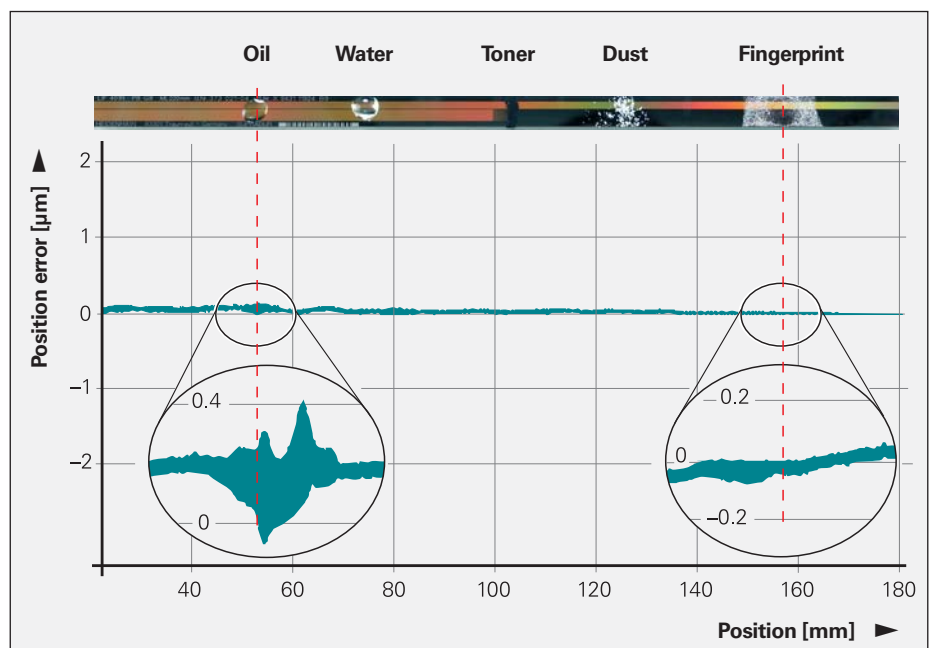 Oil Water Toner Dust Fingerprint
Position error [µm]
2
1
0
–1
–2
0.4
0
0.2
0
–0.2
40 60 80 100 120 140 160 180
Position [mm]